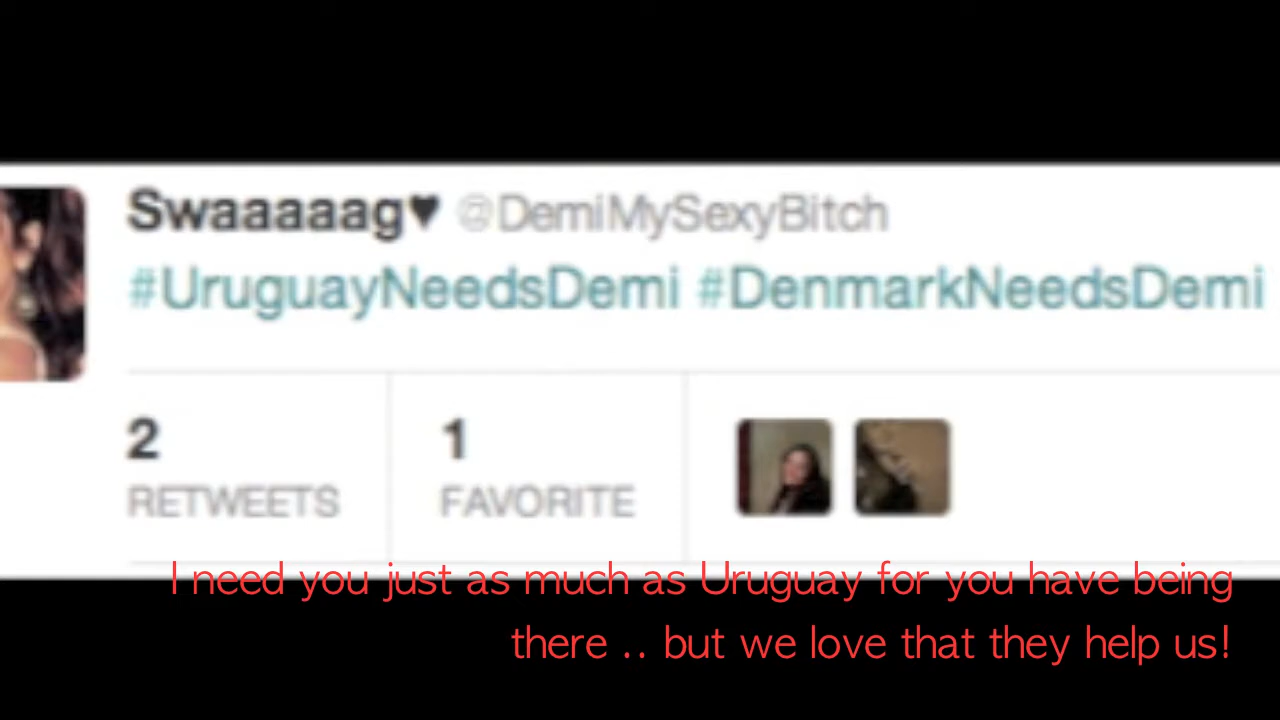 Swaaaaag♥ @DemiMySexyBitch
#UruguayNeedsDemi #DenmarkNeedsDemi
2 1
RETWEETS FAVORITE
I need you just as much as Uruguay for you have being
there .. but we love that they help us!